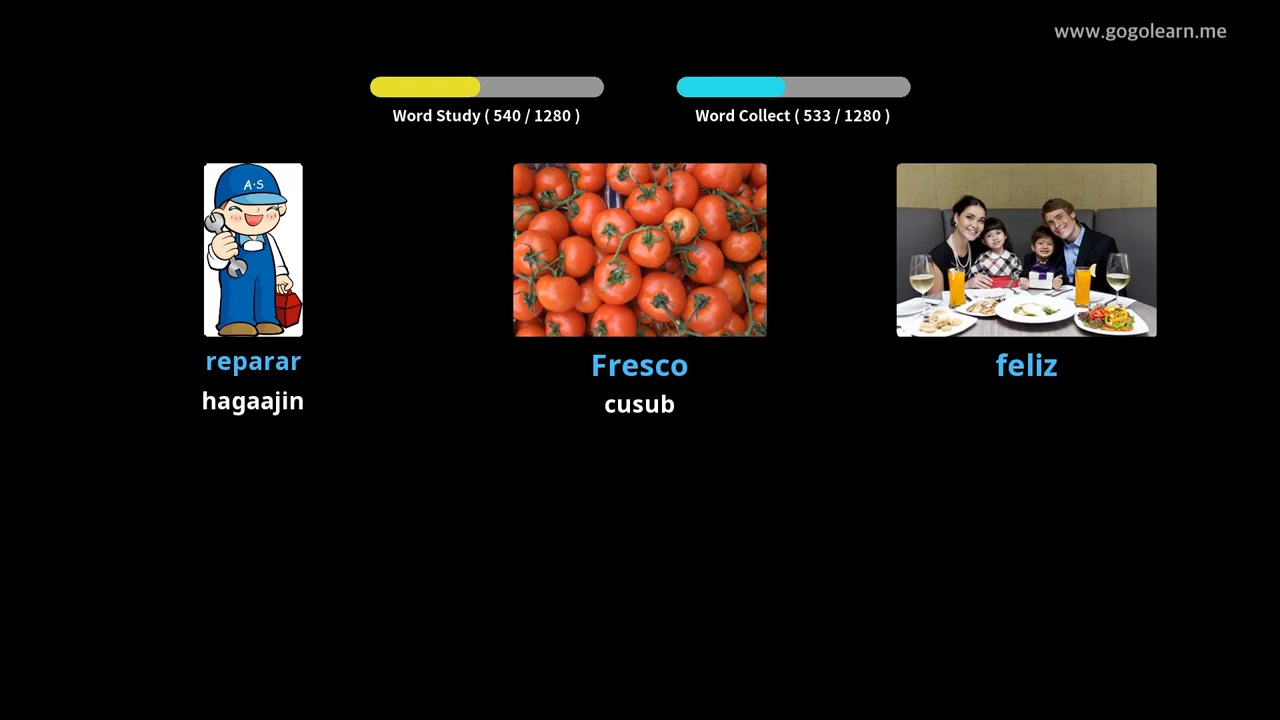 www.gogolearn.me
Word Study ( 540 / 1280 )
Word Collect ( 533 / 1280 )
A·S
reparar
Fresco
feliz
hagaajin
cusub